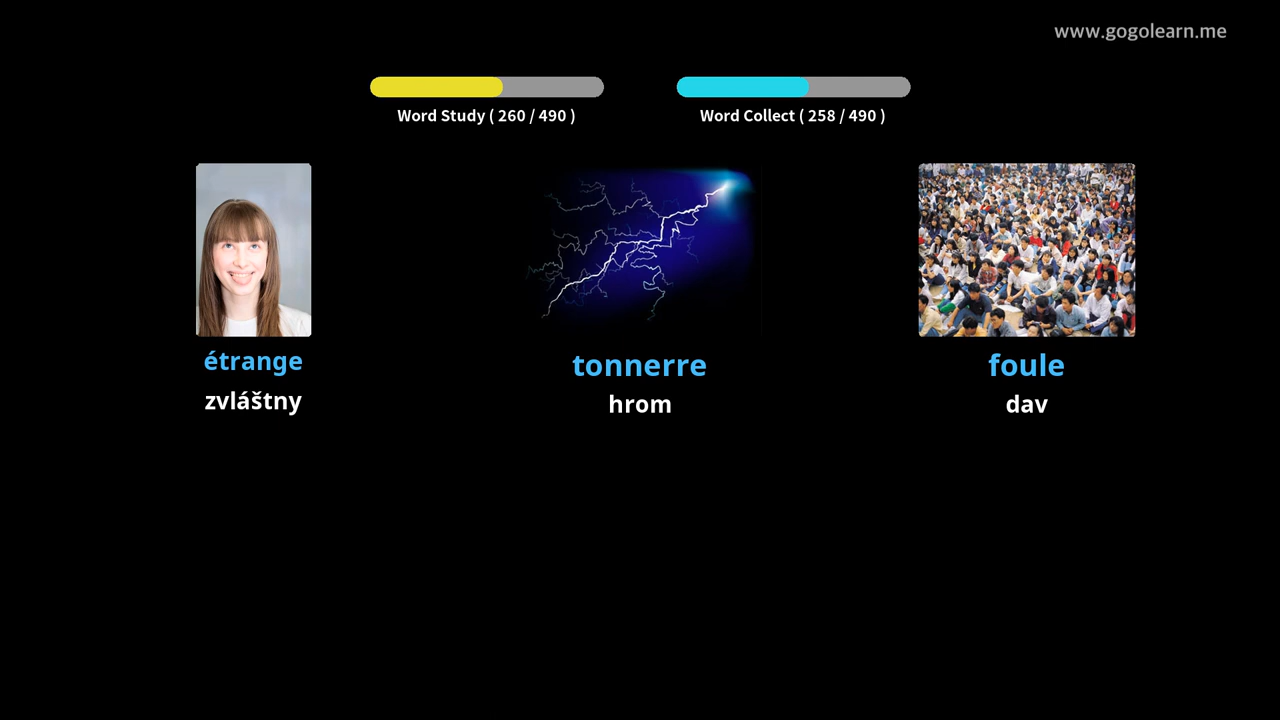 www.gogolearn.me
Word Study ( 260 / 490 )
Word Collect ( 258 / 490 )
étrange
tonnerre
foule
zvláštny
hrom
dav